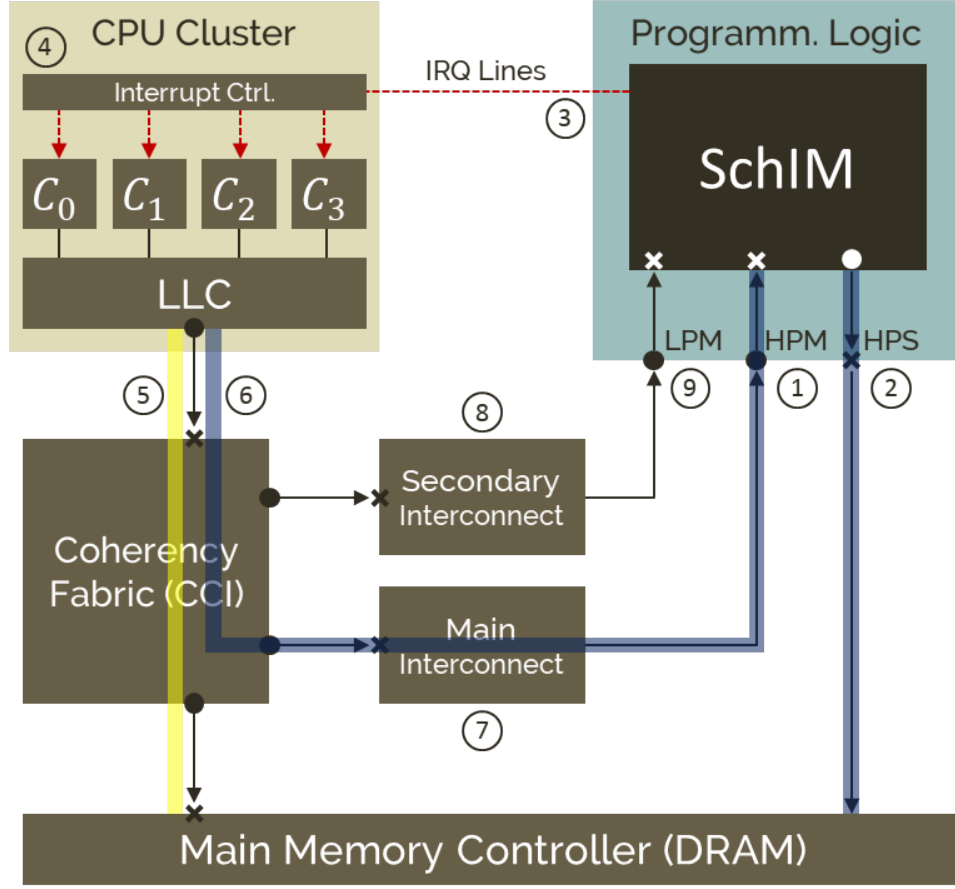 CPU Cluster
4
Interrupt Ctrl.
C₀ C₁ C₂ C₃
LLC
IRQ Lines
3
Programm. Logic
SchIM
LPM HPM HPS
9 1 2
5 6
8
Secondary
Interconnect
Coherency
Fabric (CCI)
Main
Interconnect
7
Main Memory Controller (DRAM)